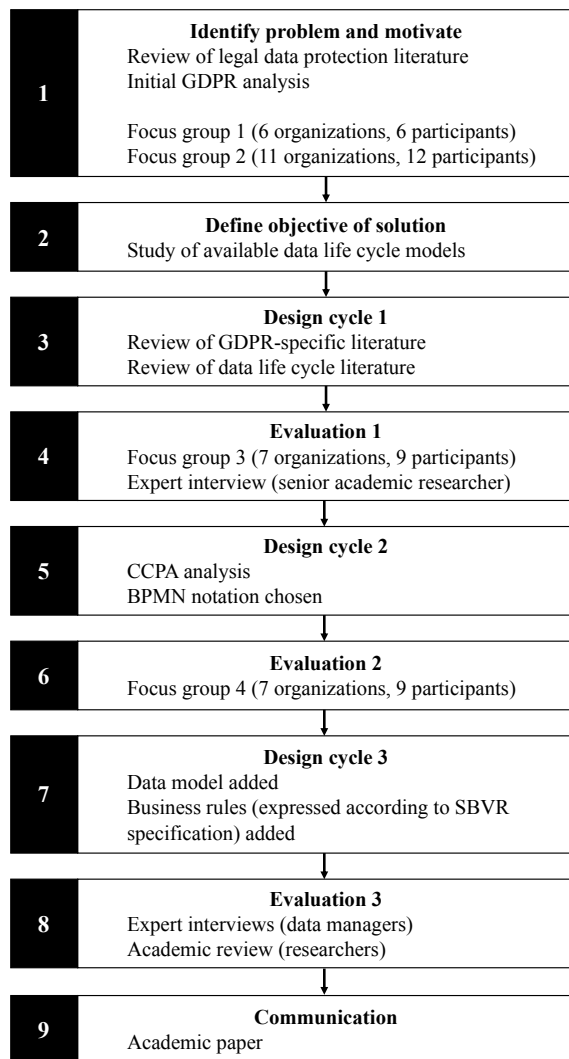 1
Identify problem and motivate
Review of legal data protection literature
Initial GDPR analysis
Focus group 1 (6 organizations, 6 participants)
Focus group 2 (11 organizations, 12 participants)
2
Define objective of solution
Study of available data life cycle models
3
Design cycle 1
Review of GDPR-specific literature
Review of data life cycle literature
4
Evaluation 1
Focus group 3 (7 organizations, 9 participants)
Expert interview (senior academic researcher)
5
Design cycle 2
CCPA analysis
BPMN notation chosen
6
Evaluation 2
Focus group 4 (7 organizations, 9 participants)
7
Design cycle 3
Data model added
Business rules (expressed according to SBVR
specification) added
8
Evaluation 3
Expert interviews (data managers)
Academic review (researchers)
9
Communication
Academic paper